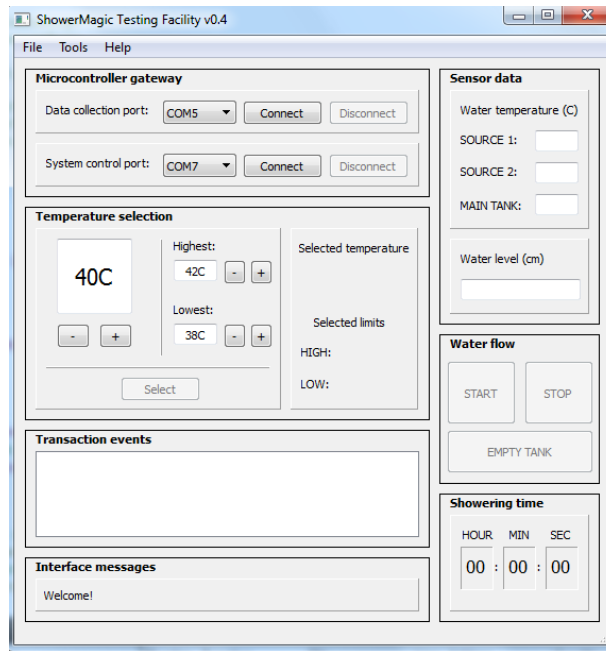 ShowerMagic Testing Facility v0.4
File Tools Help
Microcontroller gateway
Data collection port: COM5 Connect Disconnect
System control port: COM7 Connect Disconnect
Temperature selection
40C
- +
Highest:
42C - +
Lowest:
38C - +
Select
Selected temperature
Selected limits
HIGH:
LOW:
Transaction events
Interface messages
Welcome!
Sensor data
Water temperature (C)
SOURCE 1:
SOURCE 2:
MAIN TANK:
Water level (cm)
Water flow
START STOP
EMPTY TANK
Showering time
HOUR MIN SEC
00 : 00 : 00